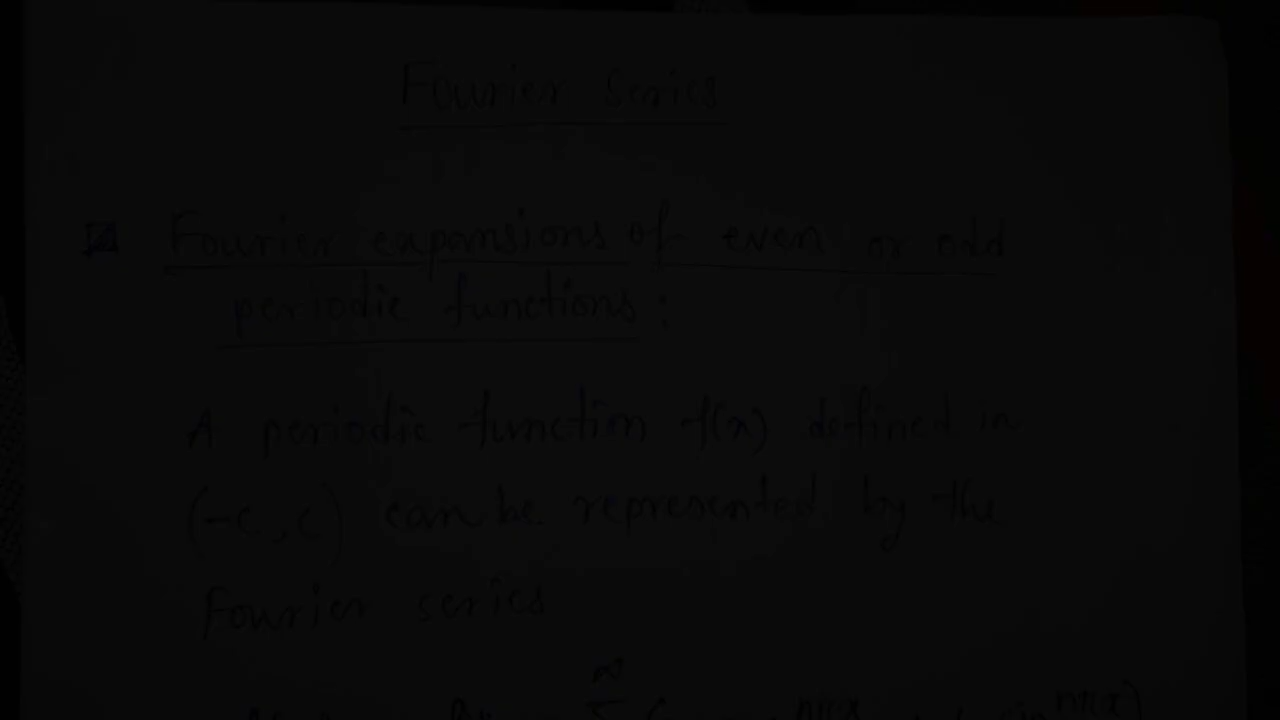 Fourier series
Fourier expansions of even or odd
periodic functions:
A periodic function f(x) defined in
(-c, c) can be represented by the
Fourier series